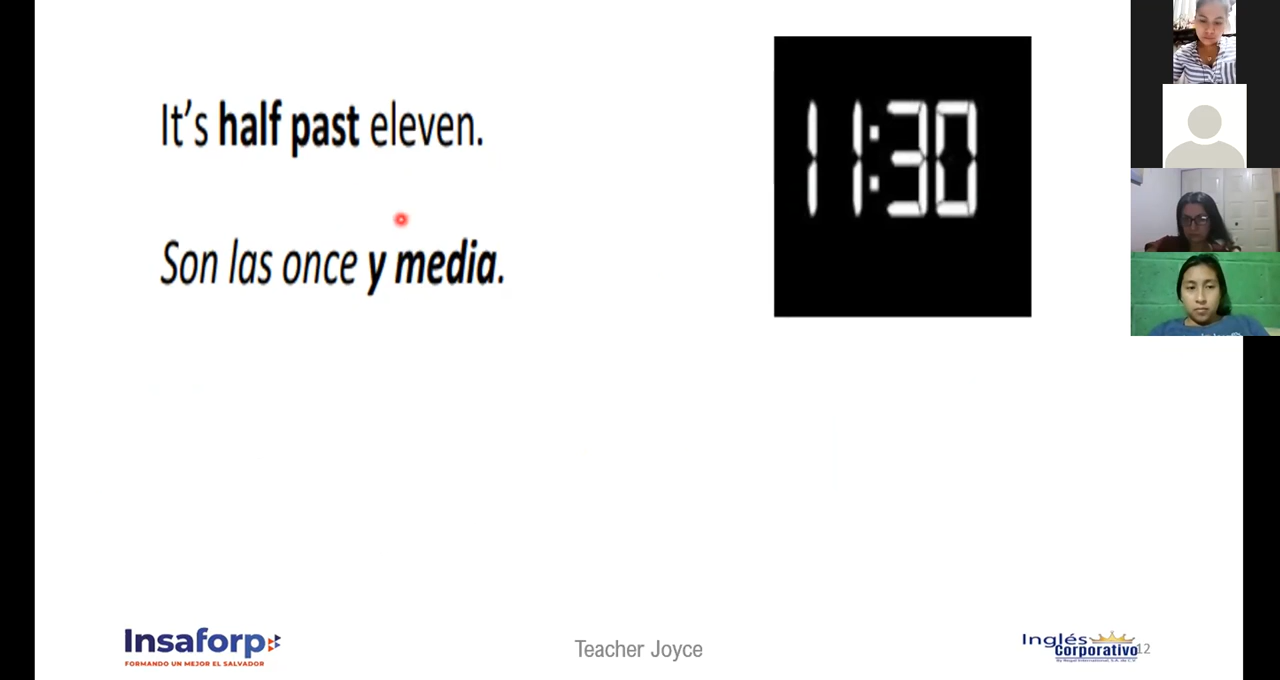 It's half past eleven.
11:30
Son las once y media.
Insaforp
FORMANDO UN MEJOR EL SALVADOR
Teacher Joyce
Inglés
Corporativo
12